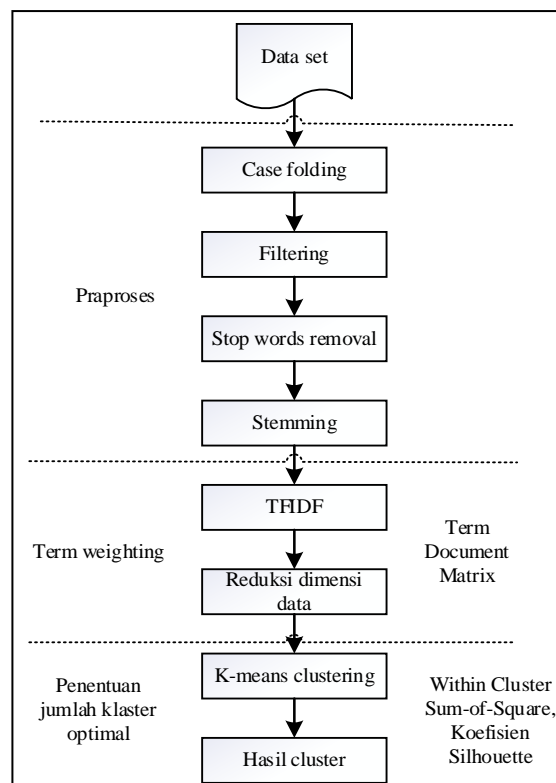 Data set
Case folding
Filtering
Praproses
Stop words removal
Stemming
TFIDF
Term weighting
Term
Document
Matrix
Reduksi dimensi
data
K-means clustering
Penentuan
jumlah klaster
optimal
Within Cluster
Sum-of-Square,
Koefisien
Silhouette
Hasil cluster